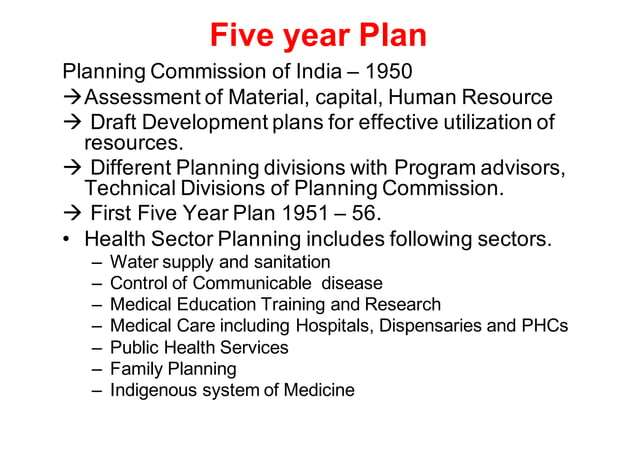 Five year Plan
Planning Commission of India – 1950
→Assessment of Material, capital, Human Resource
→ Draft Development plans for effective utilization of
resources.
→ Different Planning divisions with Program advisors,
Technical Divisions of Planning Commission.
→ First Five Year Plan 1951 – 56.
• Health Sector Planning includes following sectors.
– Water supply and sanitation
– Control of Communicable  disease
– Medical Education Training and Research
– Medical Care including Hospitals, Dispensaries and PHCs
– Public Health Services
– Family Planning
– Indigenous system of Medicine